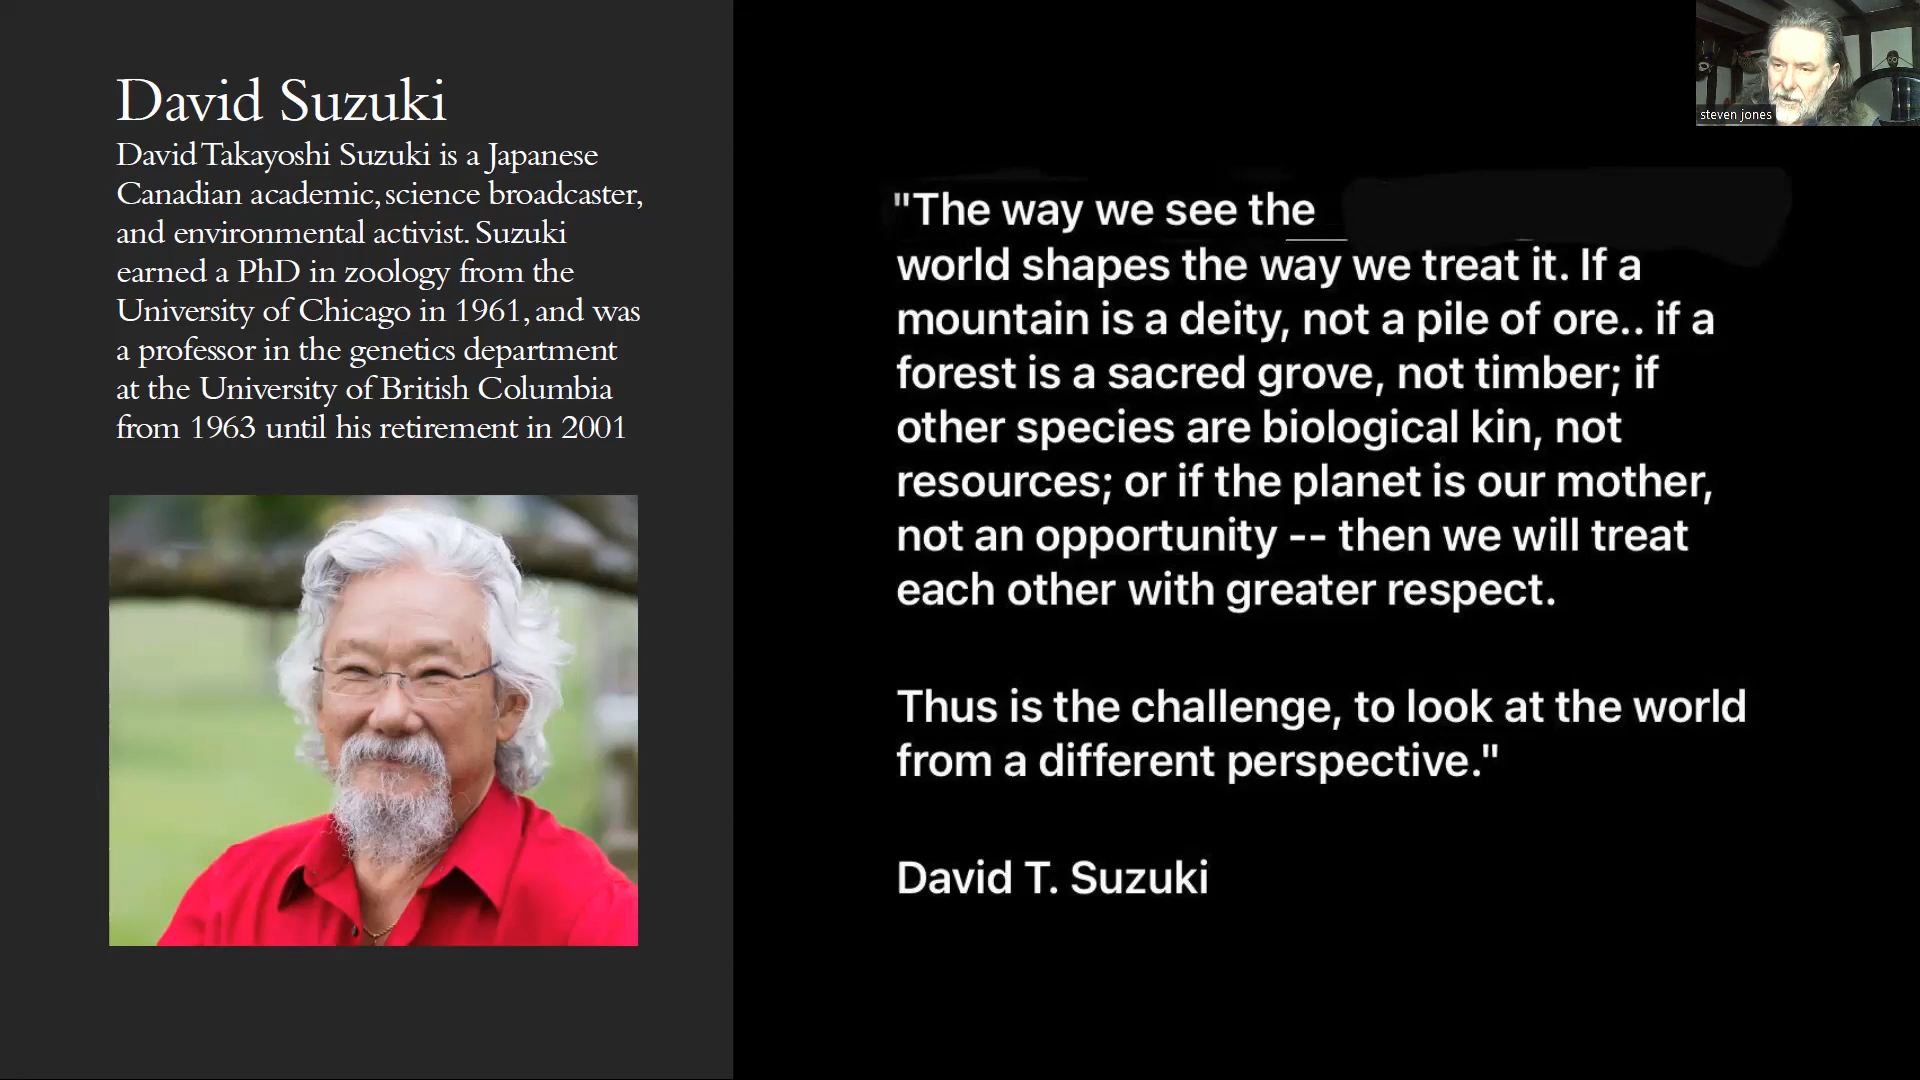 David Suzuki
David Takayoshi Suzuki is a Japanese
Canadian academic, science broadcaster,
and environmental activist. Suzuki
earned a PhD in zoology from the
University of Chicago in 1961, and was
a professor in the genetics department
at the University of British Columbia
from 1963 until his retirement in 2001
steven jones
"The way we see the
world shapes the way we treat it. If a
mountain is a deity, not a pile of ore.. if a
forest is a sacred grove, not timber; if
other species are biological kin, not
resources; or if the planet is our mother,
not an opportunity -- then we will treat
each other with greater respect.
Thus is the challenge, to look at the world
from a different perspective."
David T. Suzuki